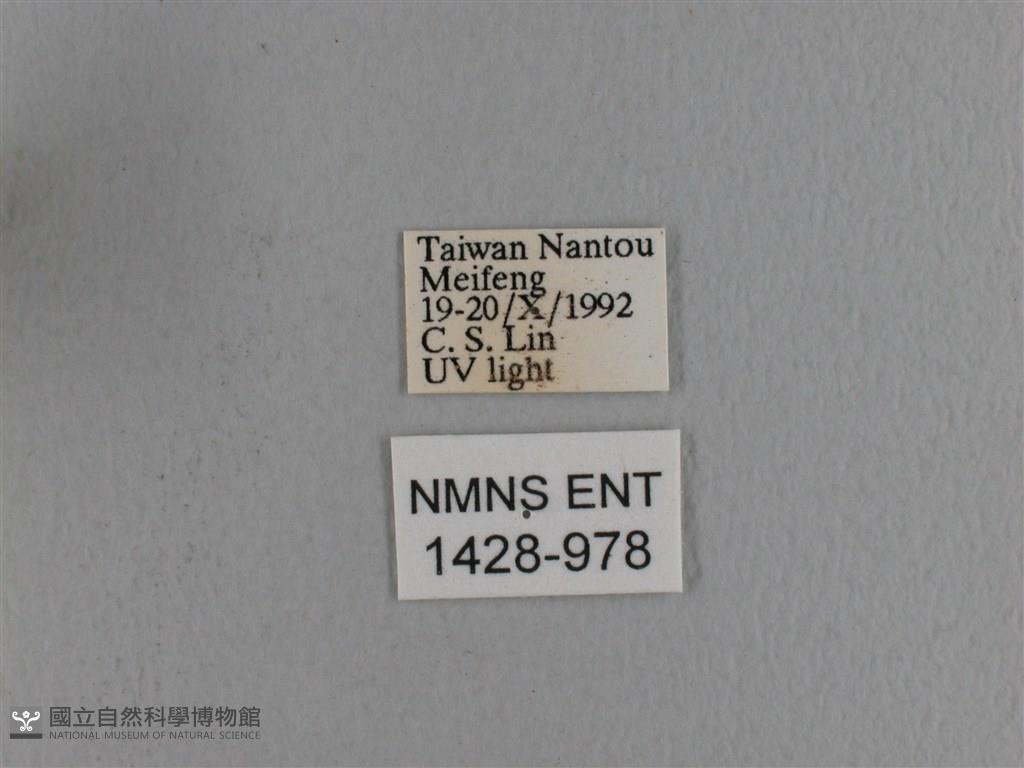 Taiwan Nantou
Meifeng
19-20/X/1992
C. S. Lin
UV light
NMNS ENT
1428-978
國立自然科學博物館
NATIONAL MUSEUM OF NATURAL SCIENCE